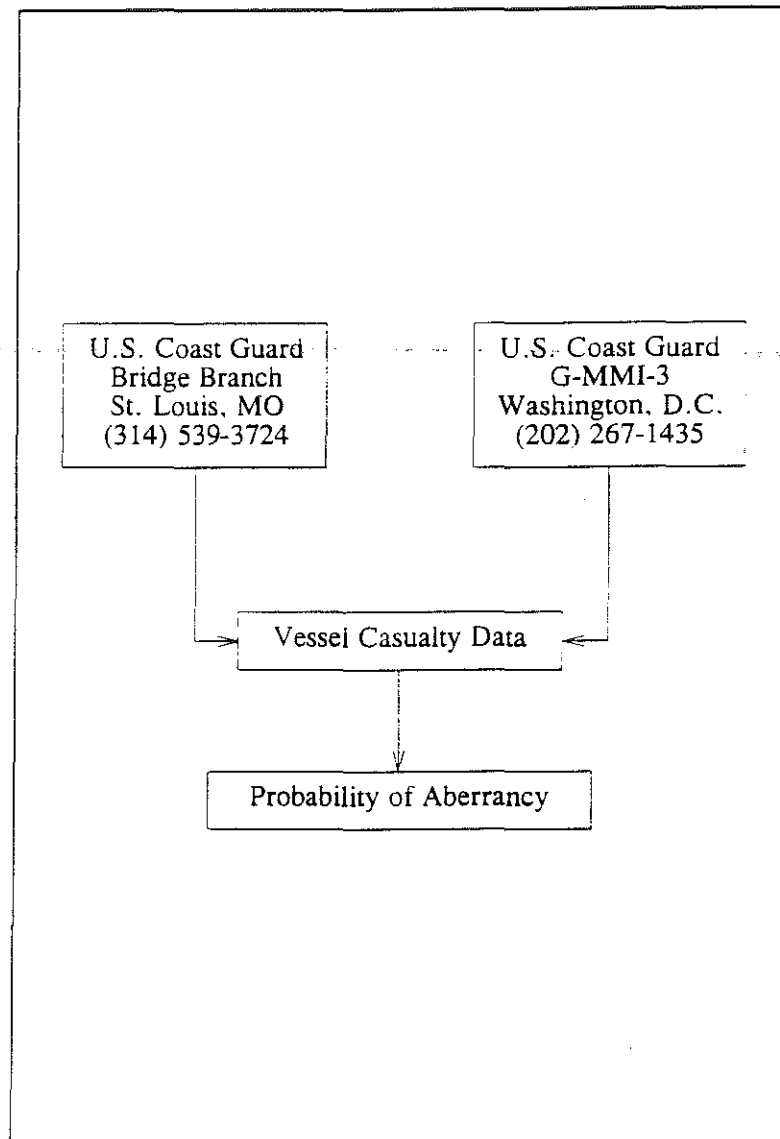 U.S. Coast Guard
Bridge Branch
St. Louis, MO
(314) 539-3724
U.S. Coast Guard
G-MMI-3
Washington, D.C.
(202) 267-1435
Vessel Casualty Data
Probability of Aberrancy